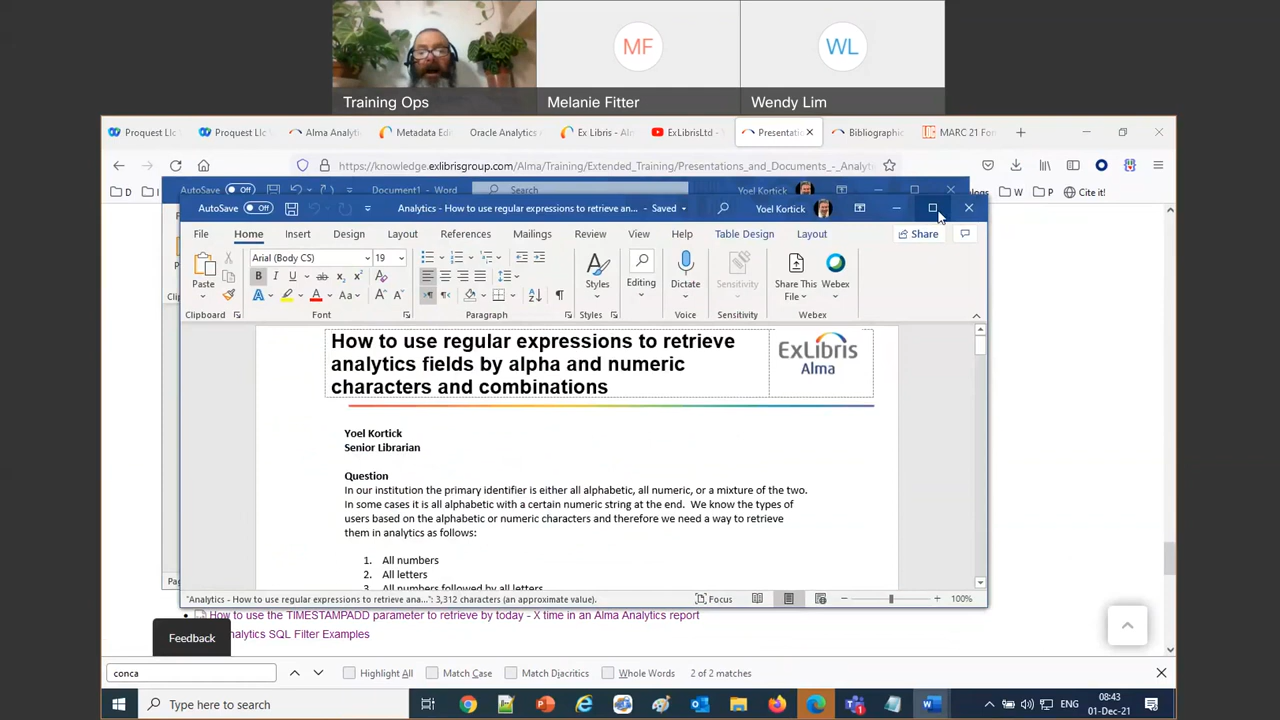 MF
WL
Training Ops
Melanie Fitter
Wendy Lim
Proquest Llc
Proquest Llc
Alma Analyti
Metadata Edi
Oracle Analytics
Ex Libris - Alm
ExLibrisLtd -
Presentatio
Bibliographic
MARC 21 Fon
https://knowledge.exlibrisgroup.com/Alma/Training/Extended_Training/Presentations_and_Documents_-_Analyti
D
W
P
Cite it!
AutoSave Off
Document1 - Word
Search
Yoel Kortick
AutoSave Off
Analytics - How to use regular expressions to retrieve an... - Saved
Yoel Kortick
File Home Insert Design Layout References Mailings Review View Help Table Design Layout Share
Arial (Body CS) 19
Paste
Styles
Editing
Dictate
Sensitivity
Share This File
Webex
Clipboard Font Paragraph Styles Voice Sensitivity Webex
How to use regular expressions to retrieve
analytics fields by alpha and numeric
characters and combinations
ExLibris
Alma
Yoel Kortick
Senior Librarian
Question
In our institution the primary identifier is either all alphabetic, all numeric, or a mixture of the two.
In some cases it is all alphabetic with a certain numeric string at the end. We know the types of
users based on the alphabetic or numeric characters and therefore we need a way to retrieve
them in analytics as follows:
1. All numbers
2. All letters
3. All numbers followed by all letters
"Analytics - How to use regular expressions to retrieve ana...": 3,312 characters (an approximate value).
Focus
100%
How to use the TIMESTAMPADD parameter to retrieve by today - X time in an Alma Analytics report
nalytics SQL Filter Examples
Feedback
conca
Highlight All Match Case Match Diacritics Whole Words 2 of 2 matches
Type here to search
ENG
08:43
01-Dec-21